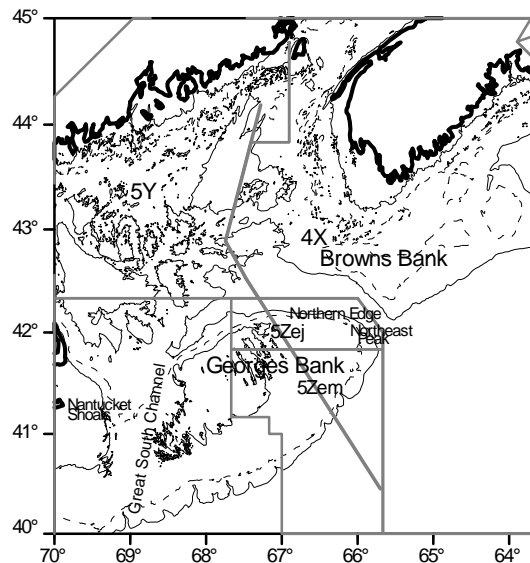 45°
44°
5Y
43°
4X
Browns Bank
Northern Edge
42°
5Zej
Northeast
Peak
Georges Bank
5Zem
Nantucket
Shoals
Great South Channel
41°
40°
70°
69°
68°
67°
66°
65°
64°